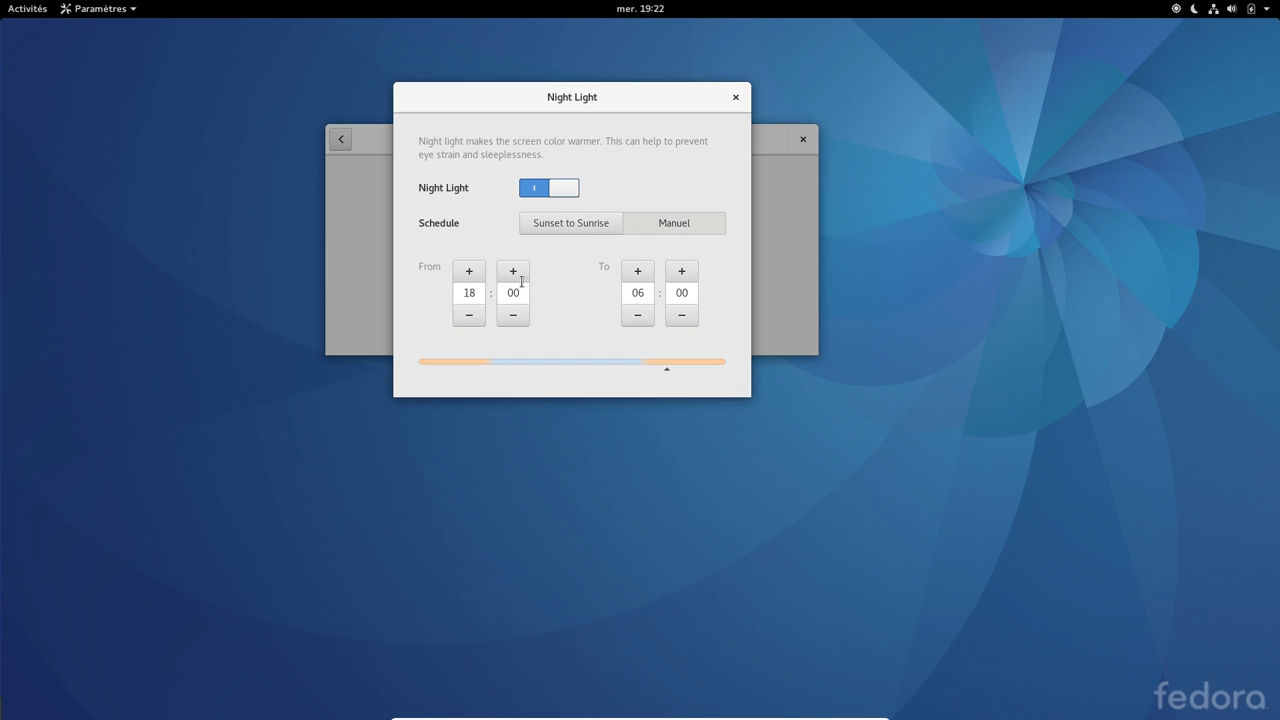 Activités Paramètres mer. 19:22
Night Light
Night light makes the screen color warmer. This can help to prevent
eye strain and sleeplessness.
Night Light
Schedule Sunset to Sunrise Manuel
From To
+ + + +
18 : 00 06 : 00
− − − −
fedora